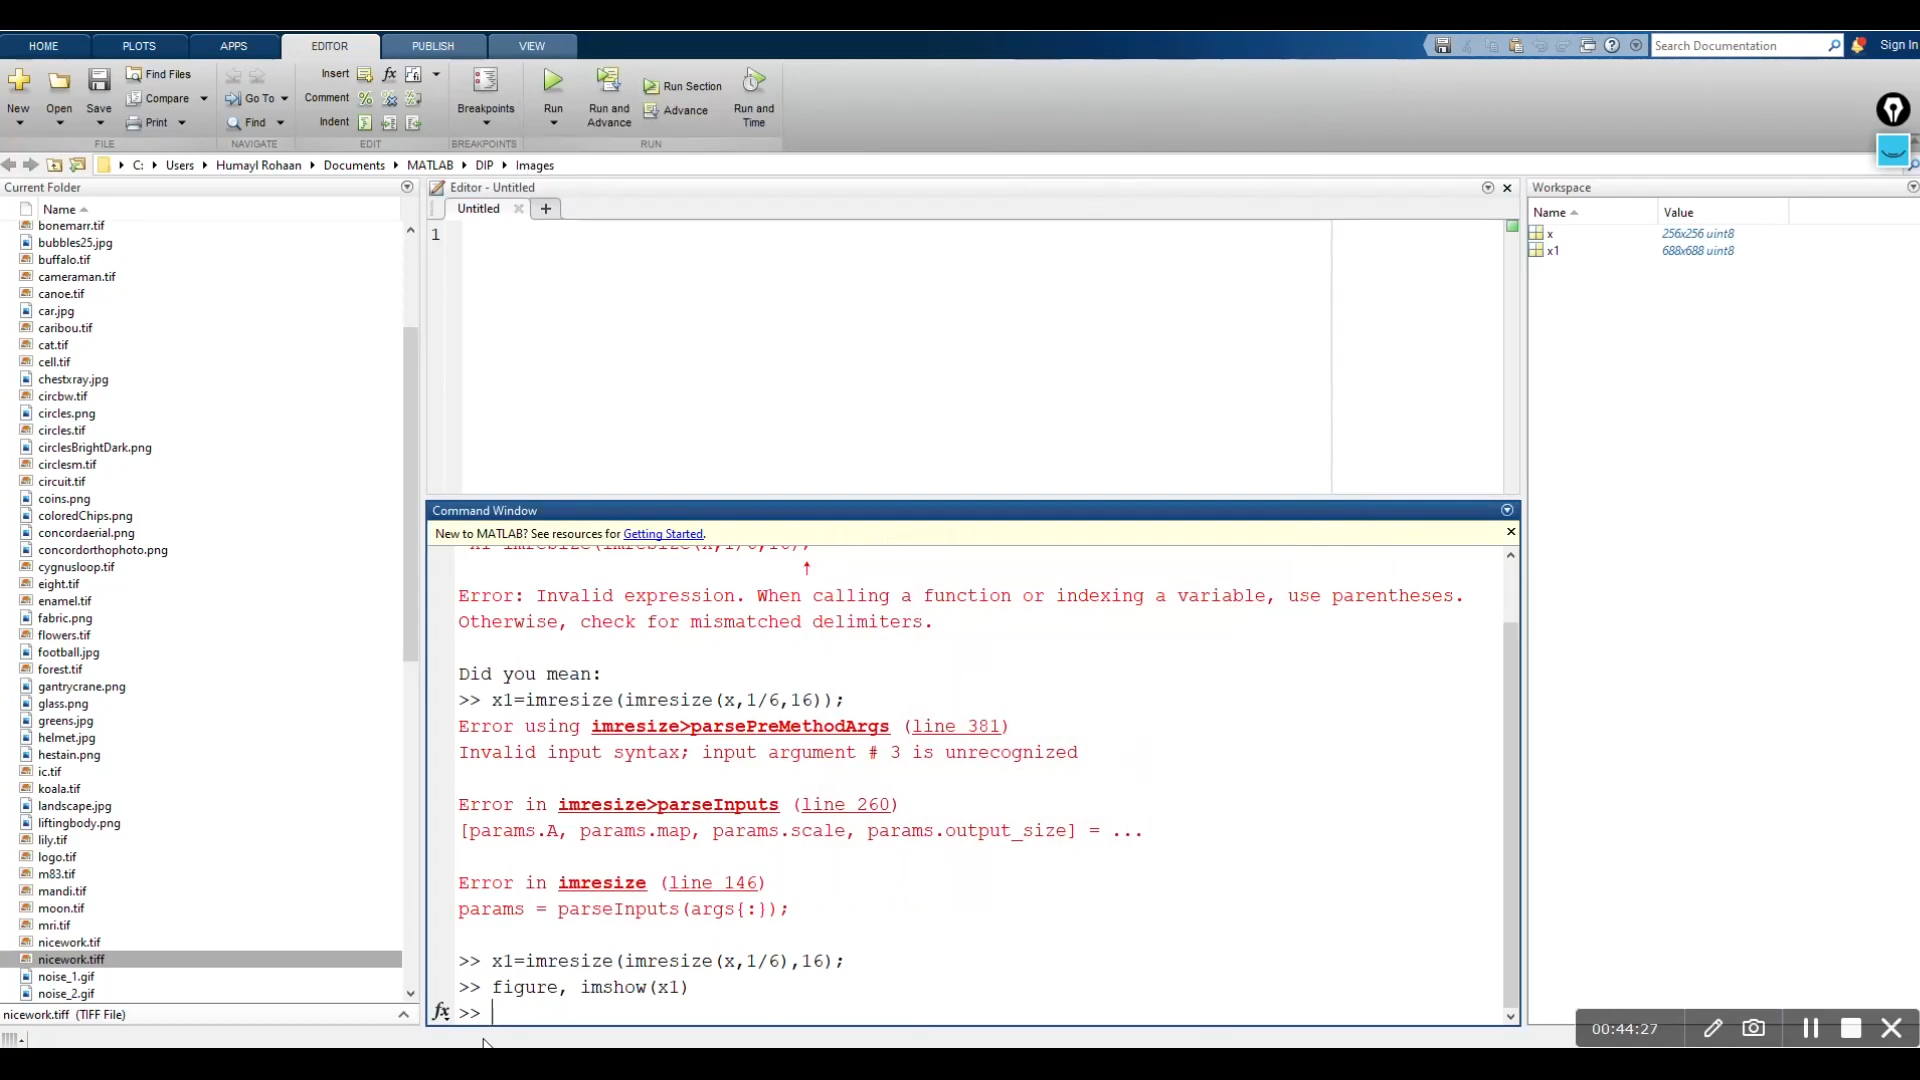 HOME PLOTS APPS EDITOR PUBLISH VIEW
Search Documentation
Sign In
New
Open
Save
Find Files
Compare
Print
FILE
Go To
Find
NAVIGATE
Insert fx
Comment
Indent
EDIT
Breakpoints
BREAKPOINTS
Run
Run and Advance
Run Section
Advance
Run and Time
RUN
C: Users Humayl Rohaan Documents MATLAB DIP Images
Current Folder
Name
bonemarr.tif
bubbles25.jpg
buffalo.tif
cameraman.tif
canoe.tif
car.jpg
caribou.tif
cat.tif
cell.tif
chestxray.jpg
circbw.tif
circles.png
circles.tif
circlesBrightDark.png
circlesm.tif
circuit.tif
coins.png
coloredChips.png
concordaerial.png
concordorthophoto.png
cygnusloop.tif
eight.tif
enamel.tif
fabric.png
flowers.tif
football.jpg
forest.tif
gantrycrane.png
glass.png
greens.jpg
helmet.jpg
hestain.png
ic.tif
koala.tif
landscape.jpg
liftingbody.png
lily.tif
logo.tif
m83.tif
mandi.tif
moon.tif
mri.tif
nicework.tif
nicework.tiff
noise_1.gif
noise_2.gif
nicework.tiff (TIFF File)
Editor - Untitled
Untitled
1
Command Window
New to MATLAB? See resources for Getting Started.
x1=imresize(imresize(x,1/6,16);
Error: Invalid expression. When calling a function or indexing a variable, use parentheses.
Otherwise, check for mismatched delimiters.
Did you mean:
>> x1=imresize(imresize(x,1/6,16));
Error using imresize>parsePreMethodArgs (line 381)
Invalid input syntax; input argument # 3 is unrecognized
Error in imresize>parseInputs (line 260)
[params.A, params.map, params.scale, params.output_size] = ...
Error in imresize (line 146)
params = parseInputs(args{:});
>> x1=imresize(imresize(x,1/6),16);
>> figure, imshow(x1)
fx >>
Workspace
Name Value
x 256x256 uint8
x1 688x688 uint8
00:44:27